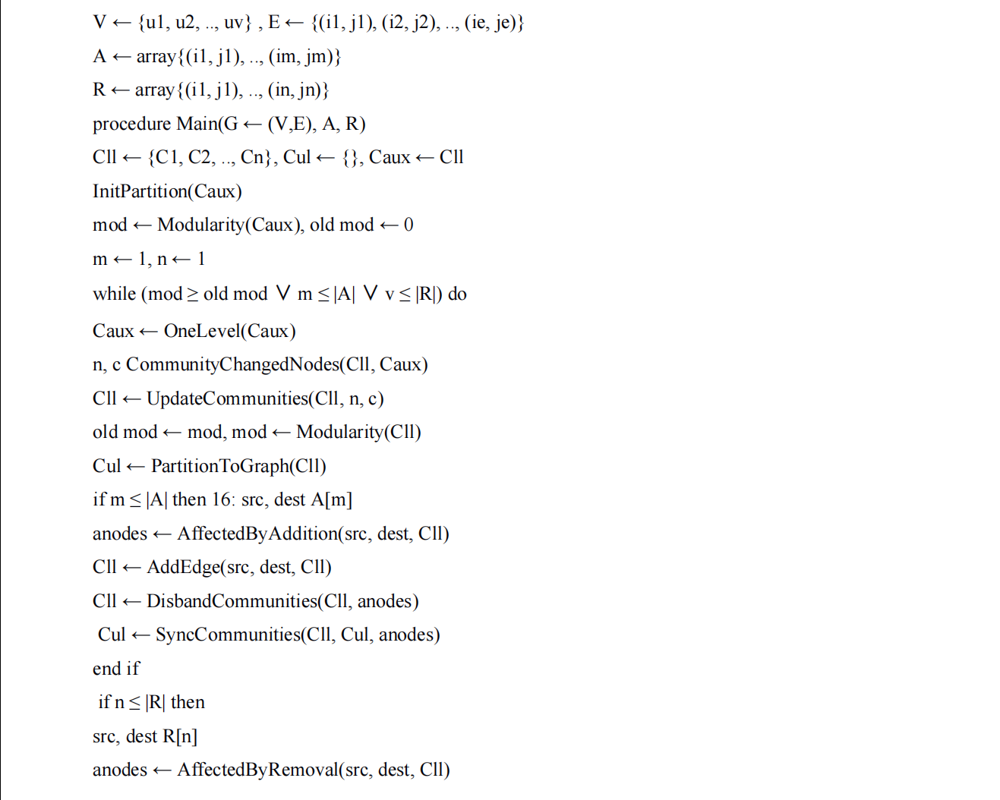 V ← {u1, u2, .., uv} , E ← {(i1, j1), (i2, j2), .., (ie, je)}
A ← array{(i1, j1), .., (im, jm)}
R ← array{(i1, j1), .., (in, jn)}
procedure Main(G ← (V,E), A, R)
Cll ← {C1, C2, .., Cn}, Cul ← {}, Caux ← Cll
InitPartition(Caux)
mod ← Modularity(Caux), old mod ← 0
m ← 1, n ← 1
while (mod ≥ old mod ∨ m ≤ |A| ∨ v ≤ |R|) do
Caux ← OneLevel(Caux)
n, c CommunityChangedNodes(Cll, Caux)
Cll ← UpdateCommunities(Cll, n, c)
old mod ← mod, mod ← Modularity(Cll)
Cul ← PartitionToGraph(Cll)
if m ≤ |A| then 16: src, dest A[m]
anodes ← AffectedByAddition(src, dest, Cll)
Cll ← AddEdge(src, dest, Cll)
Cll ← DisbandCommunities(Cll, anodes)
Cul ← SyncCommunities(Cll, Cul, anodes)
end if
if n ≤ |R| then
src, dest R[n]
anodes ← AffectedByRemoval(src, dest, Cll)